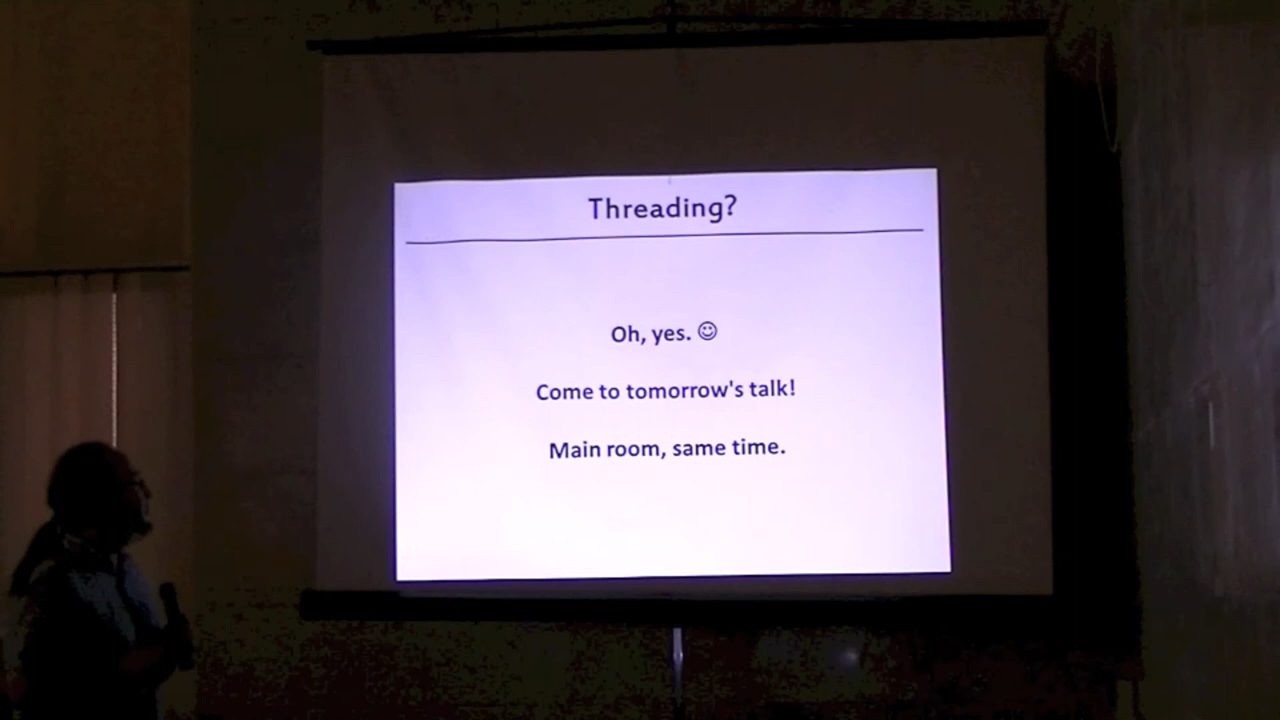 Threading?
Oh, yes. ☺
Come to tomorrow's talk!
Main room, same time.